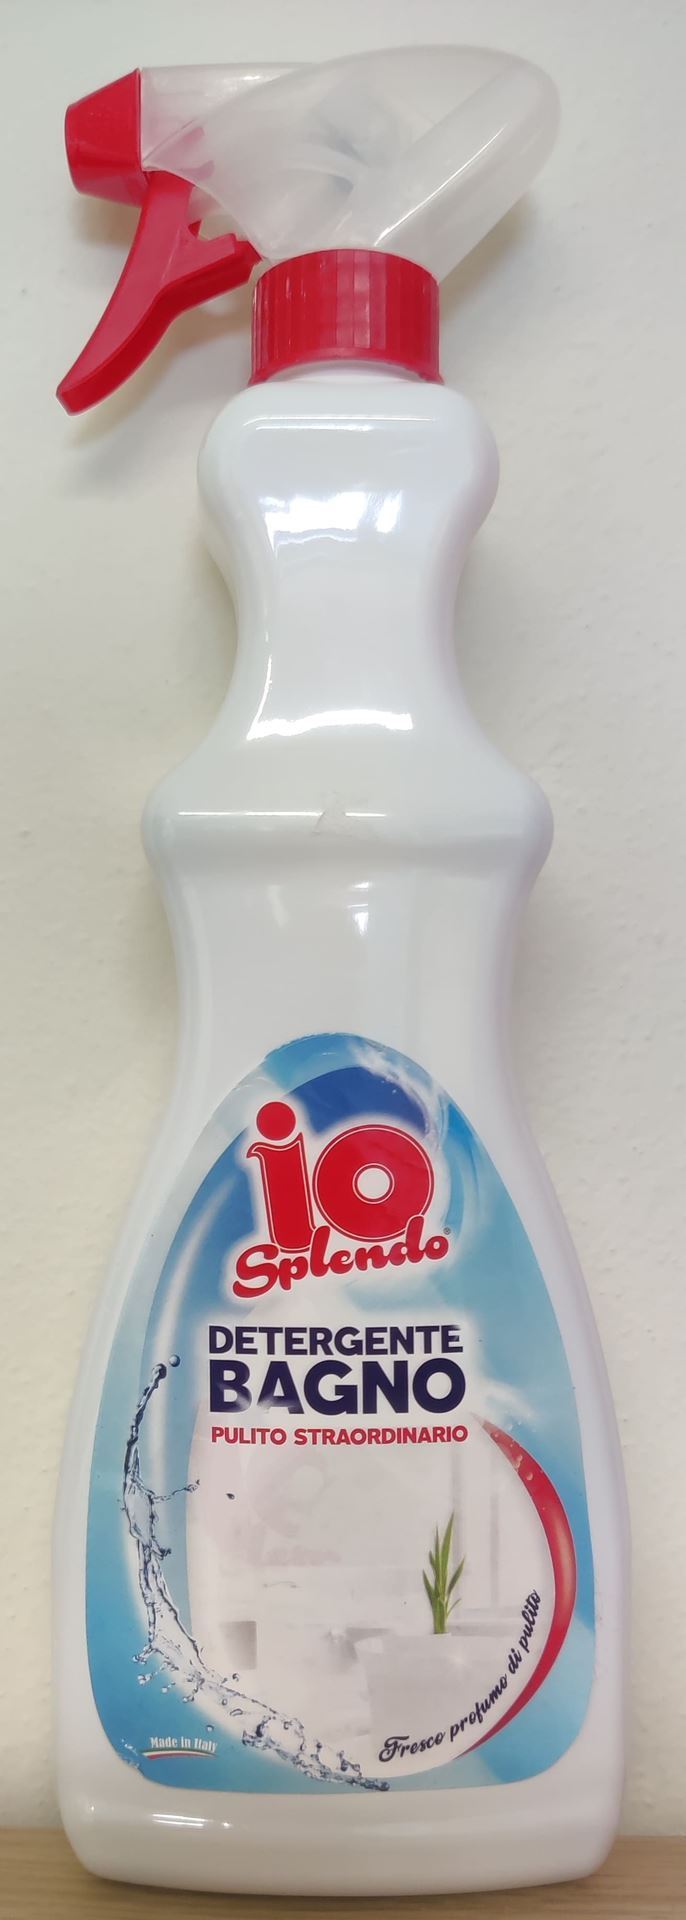 io
Splendo®
DETERGENTE
BAGNO
PULITO STRAORDINARIO
Fresco profumo di pulito
Made in Italy